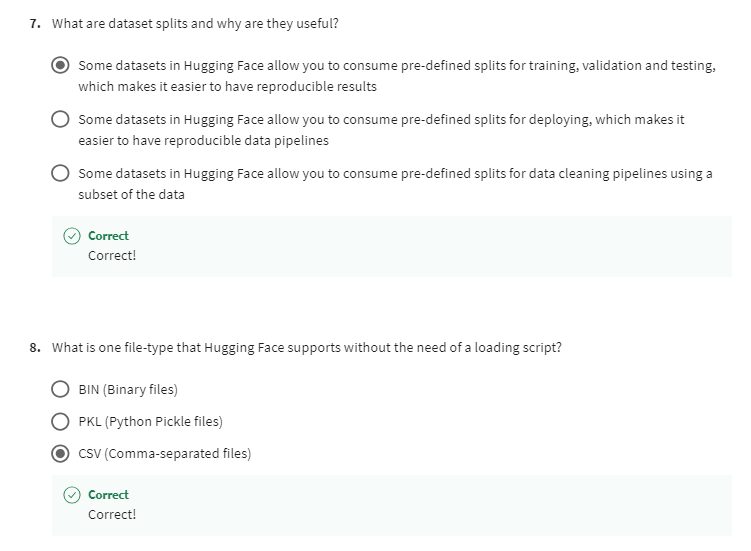 7. What are dataset splits and why are they useful?
Some datasets in Hugging Face allow you to consume pre-defined splits for training, validation and testing,
which makes it easier to have reproducible results
Some datasets in Hugging Face allow you to consume pre-defined splits for deploying, which makes it
easier to have reproducible data pipelines
Some datasets in Hugging Face allow you to consume pre-defined splits for data cleaning pipelines using a
subset of the data
Correct
Correct!
8. What is one file-type that Hugging Face supports without the need of a loading script?
BIN (Binary files)
PKL (Python Pickle files)
CSV (Comma-separated files)
Correct
Correct!